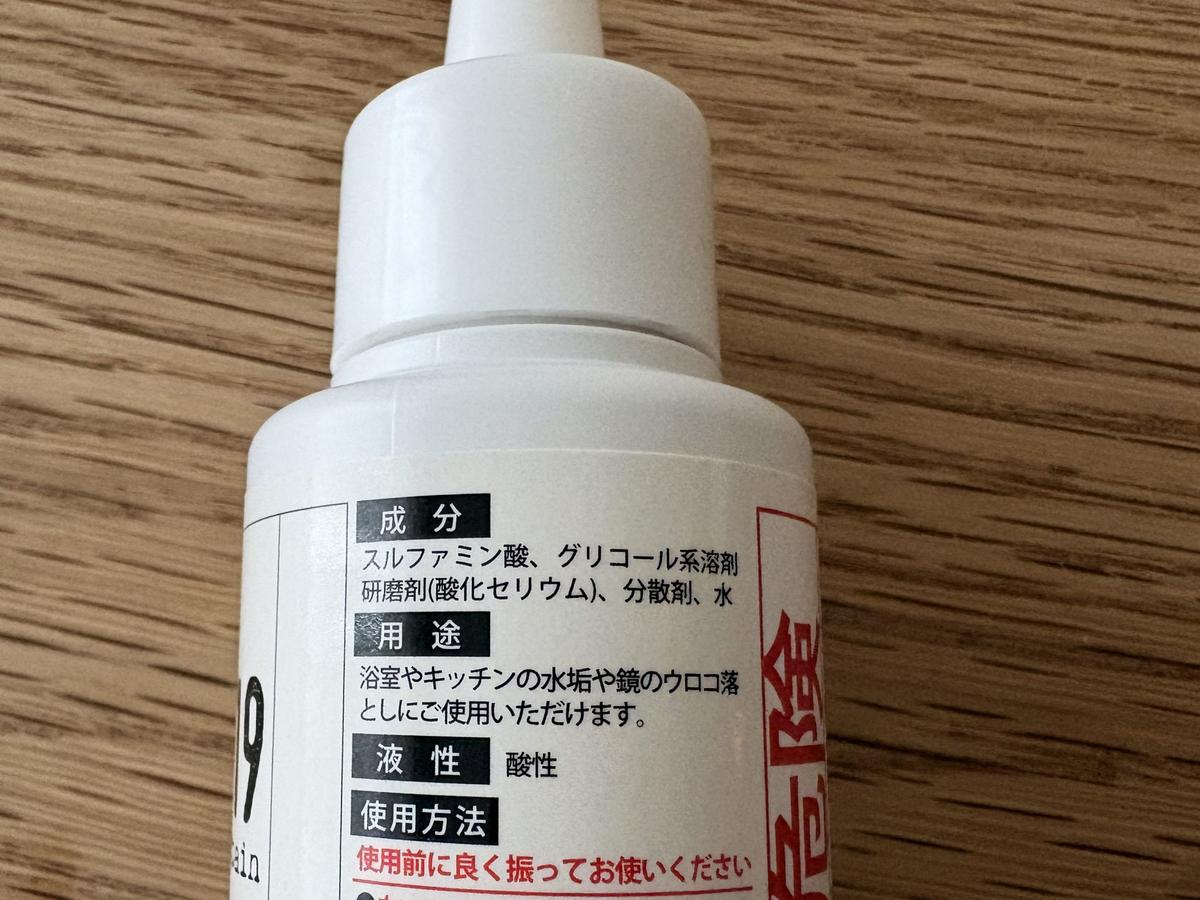 成分
スルファミン酸、グリコール系溶剤
研磨剤(酸化セリウム)、分散剤、水
用途
浴室やキッチンの水垢や鏡のウロコ落
としにご使用いただけます。
液性 酸性
使用方法
使用前に良く振ってお使いください
危険
19
ain